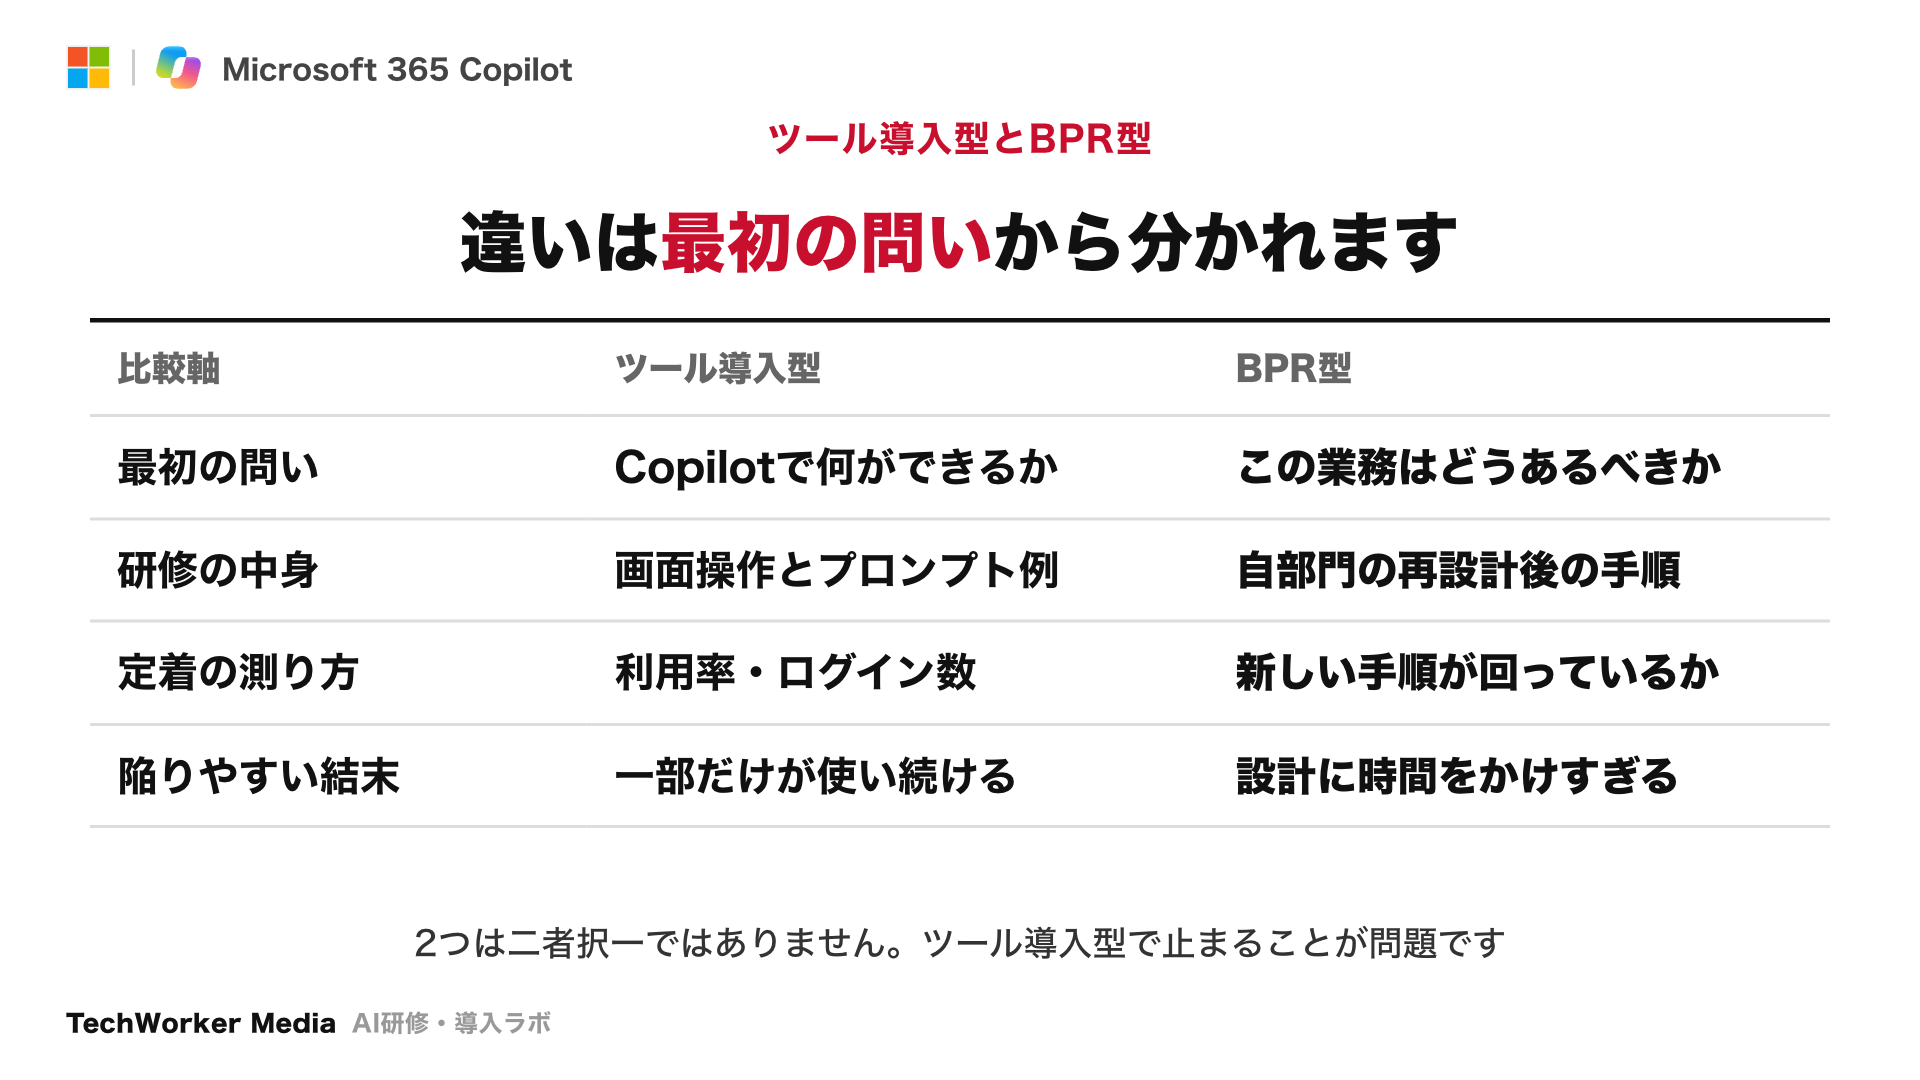 Microsoft 365 Copilot
ツール導入型とBPR型
違いは最初の問いから分かれます
比較軸 ツール導入型 BPR型
最初の問い Copilotで何ができるか この業務はどうあるべきか
研修の中身 画面操作とプロンプト例 自部門の再設計後の手順
定着の測り方 利用率・ログイン数 新しい手順が回っているか
陥りやすい結末 一部だけが使い続ける 設計に時間をかけすぎる
2つは二者択一ではありません。ツール導入型で止まることが問題です
TechWorker Media AI研修・導入ラボ